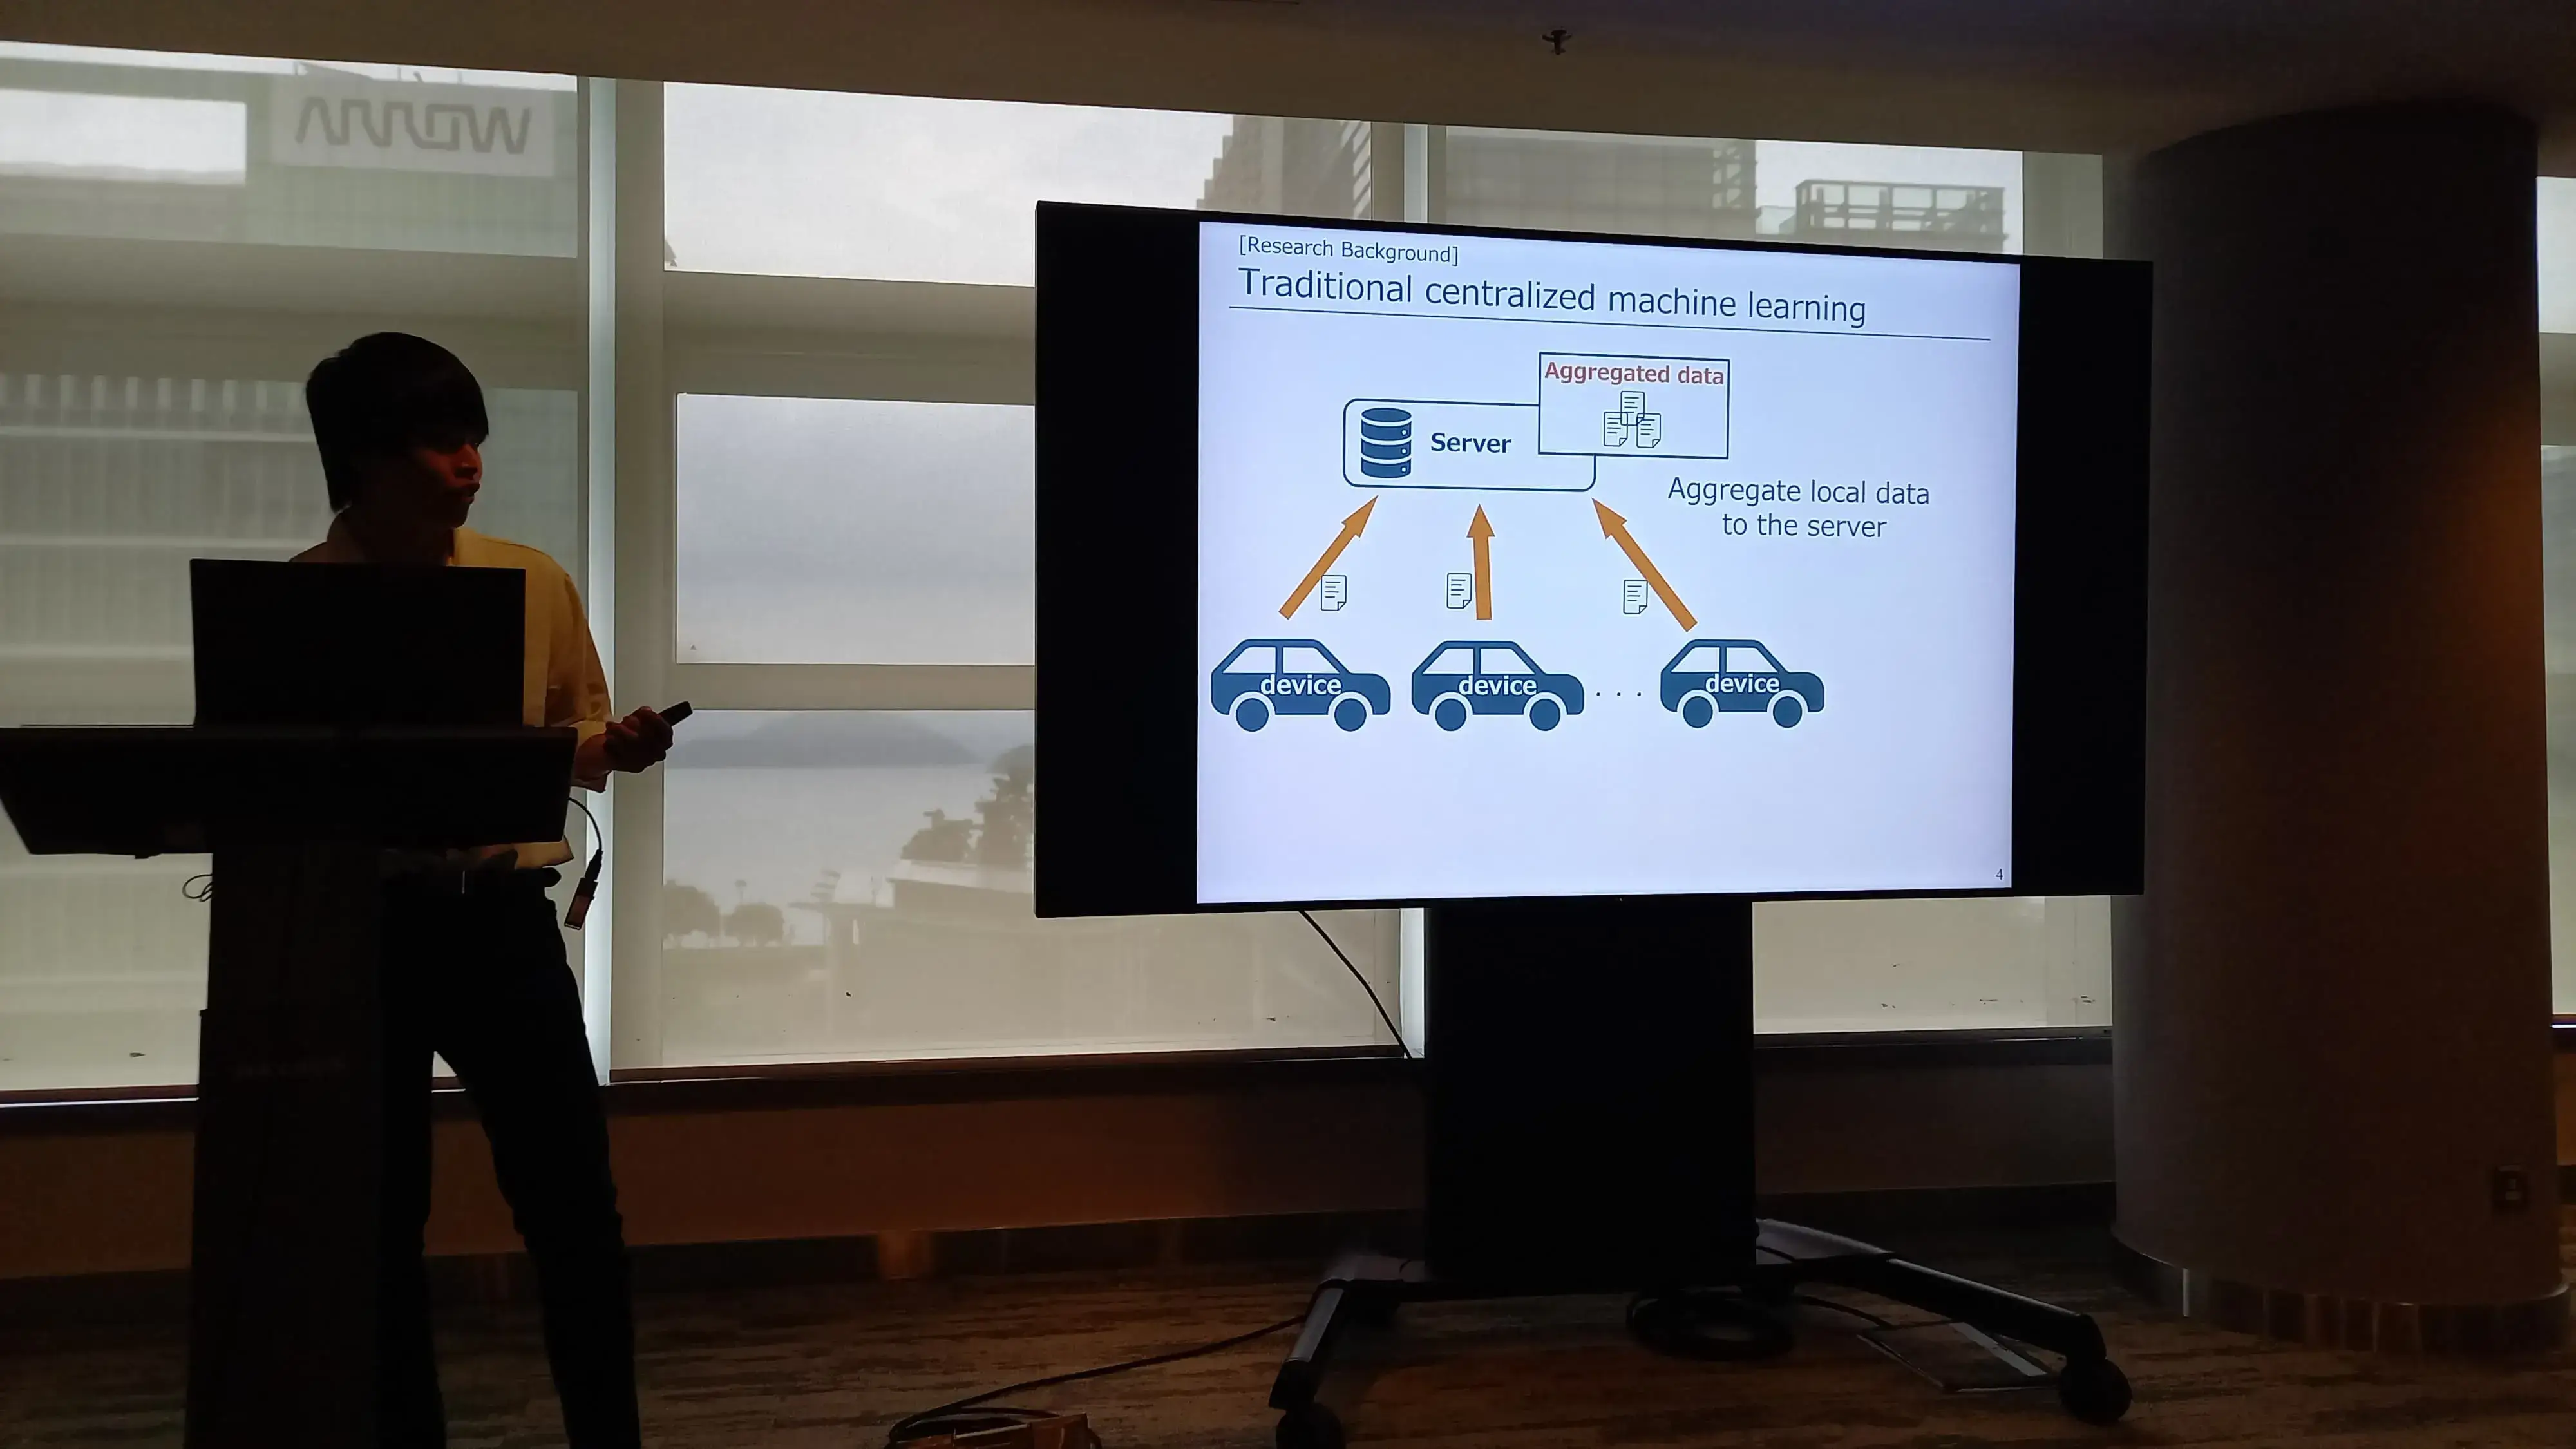 ARROW
[Research Background]
Traditional centralized machine learning
Aggregated data
Server
Aggregate local data
to the server
device
device
. . .
device
4